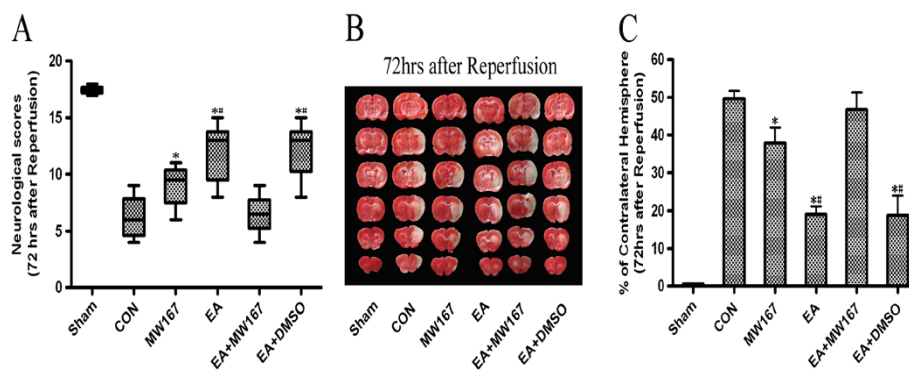 A
Neurological scores
(72 hrs after Reperfusion)
20
15
10
5
0
*
*#
*#
Sham
CON
MW167
EA
EA+MW167
EA+DMSO
B
72hrs after Reperfusion
Sham
CON
MW167
EA
EA+MW167
EA+DMSO
C
% of Contralateral Hemisphere
(72hrs after Reperfusion)
60
50
40
30
20
10
0
*
*#
*#
Sham
CON
MW167
EA
EA+MW167
EA+DMSO